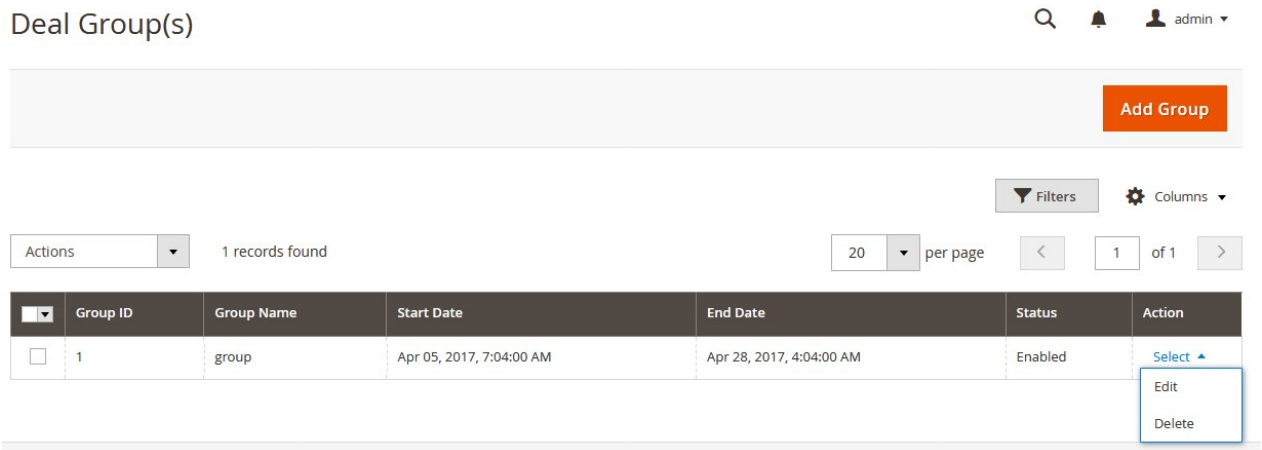 Deal Group(s)
admin
Add Group
Filters
Columns
Actions
1 records found
20
per page
1
of 1
Group ID
Group Name
Start Date
End Date
Status
Action
1
group
Apr 05, 2017, 7:04:00 AM
Apr 28, 2017, 4:04:00 AM
Enabled
Select
Edit
Delete